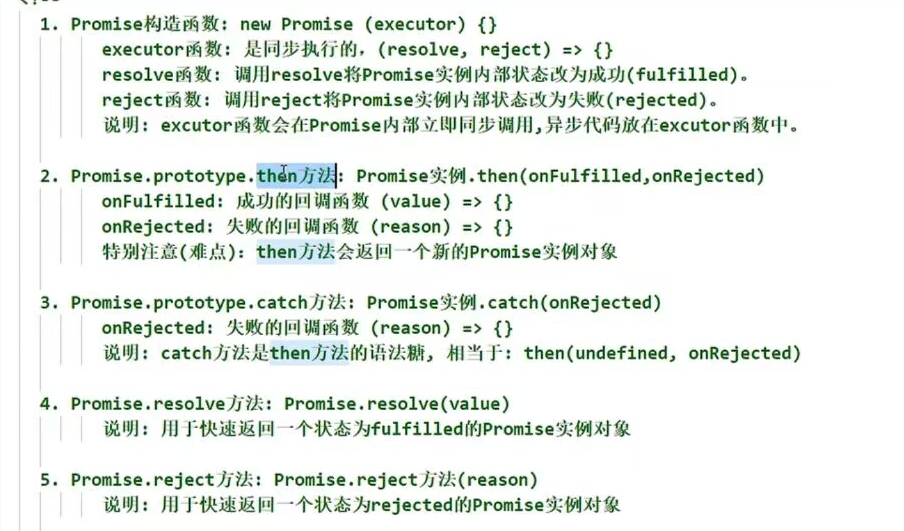 1. Promise构造函数: new Promise (executor) {}
executor函数: 是同步执行的, (resolve, reject) => {}
resolve函数: 调用resolve将Promise实例内部状态改为成功(fulfilled)。
reject函数: 调用reject将Promise实例内部状态改为失败(rejected)。
说明: excutor函数会在Promise内部立即同步调用,异步代码放在excutor函数中。
2. Promise.prototype.then方法: Promise实例.then(onFulfilled,onRejected)
onFulfilled: 成功的回调函数 (value) => {}
onRejected: 失败的回调函数 (reason) => {}
特别注意(难点): then方法会返回一个新的Promise实例对象
3. Promise.prototype.catch方法: Promise实例.catch(onRejected)
onRejected: 失败的回调函数 (reason) => {}
说明: catch方法是then方法的语法糖, 相当于: then(undefined, onRejected)
4. Promise.resolve方法: Promise.resolve(value)
说明: 用于快速返回一个状态为fulfilled的Promise实例对象
5. Promise.reject方法: Promise.reject方法(reason)
说明: 用于快速返回一个状态为rejected的Promise实例对象